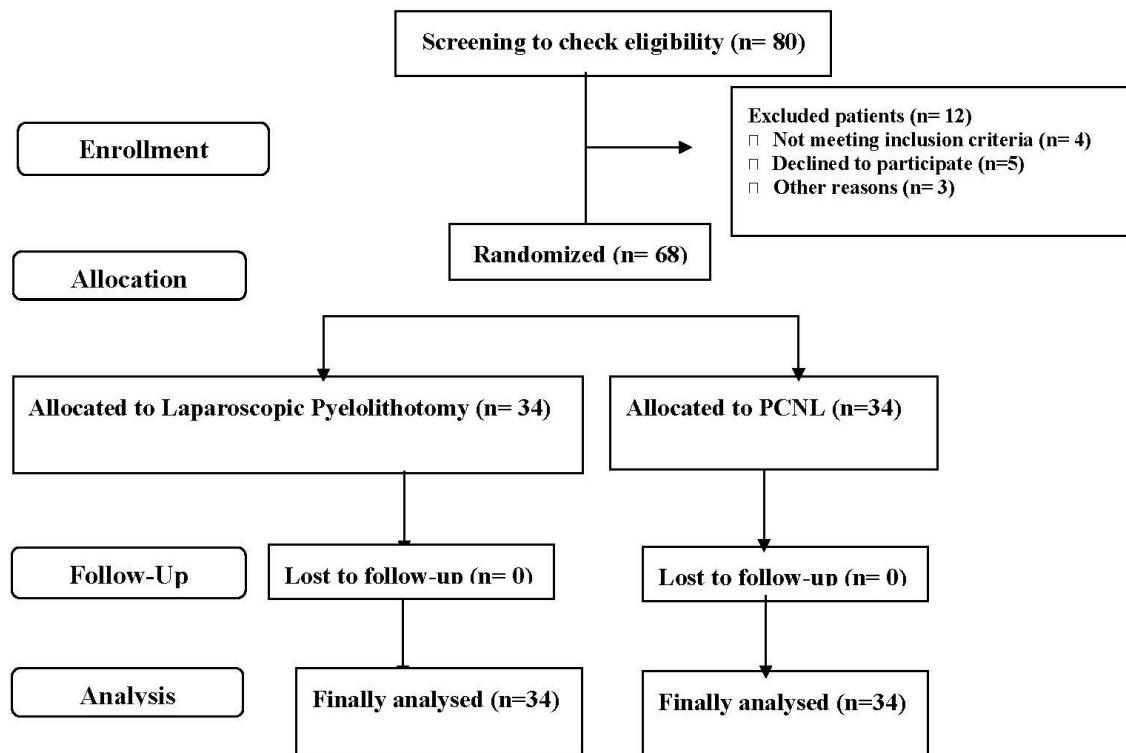 Screening to check eligibility (n= 80)
Enrollment
Excluded patients (n= 12)
Not meeting inclusion criteria (n= 4)
Declined to participate (n=5)
Other reasons (n= 3)
Randomized (n= 68)
Allocation
Allocated to Laparoscopic Pyelolithotomy (n= 34)
Allocated to PCNL (n=34)
Follow-Up
Lost to follow-up (n= 0)
Lost to follow-up (n= 0)
Analysis
Finally analysed (n=34)
Finally analysed (n=34)